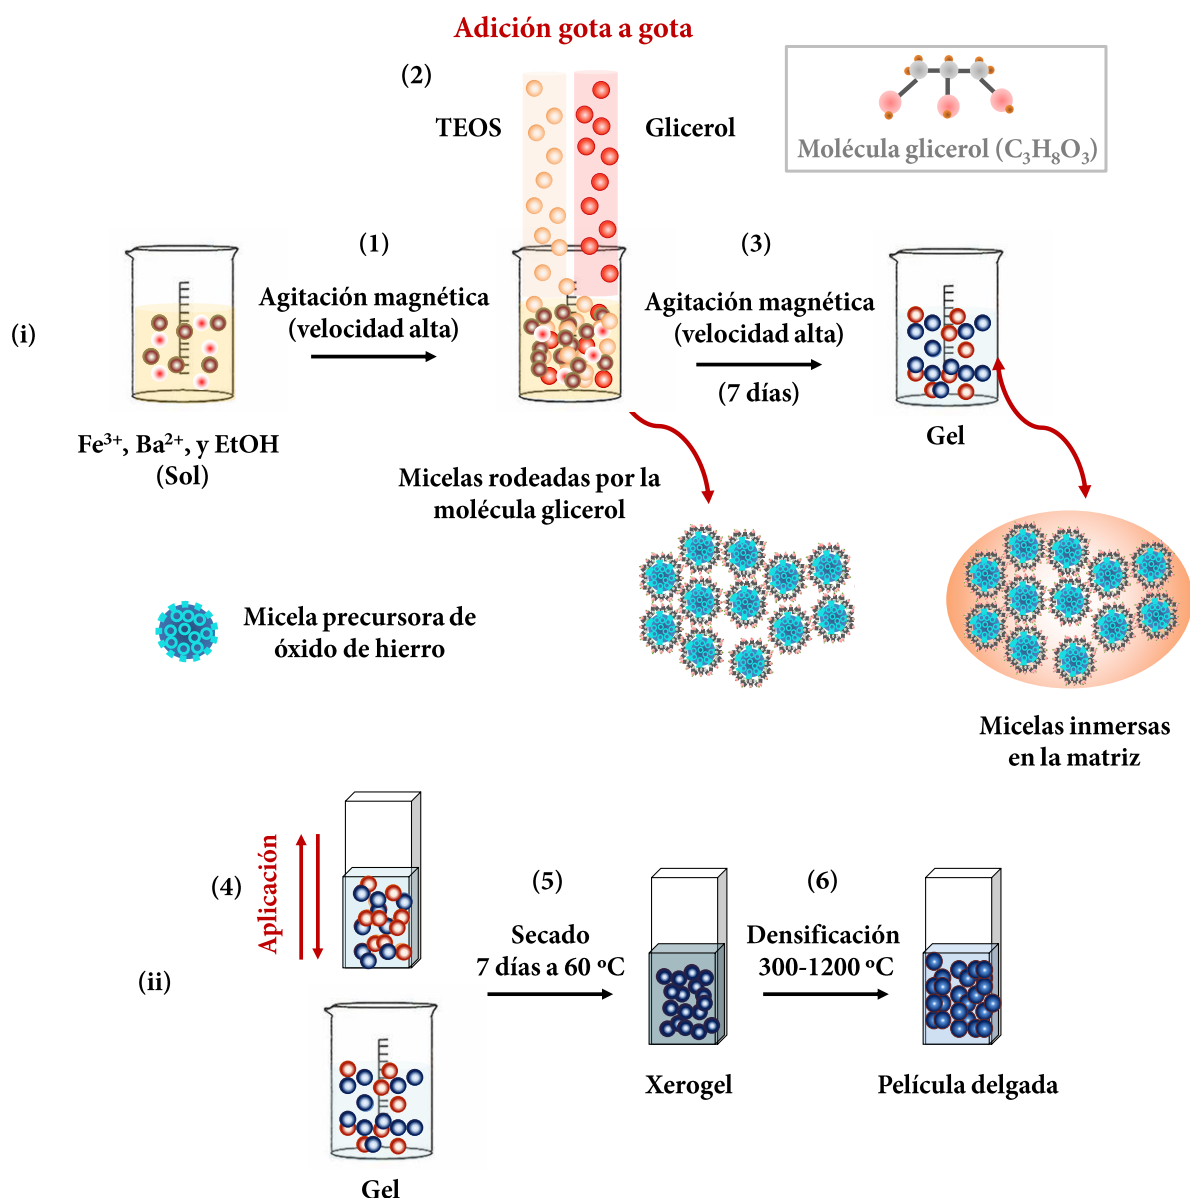 Adición gota a gota
(2)
TEOS
Glicerol
Molécula glicerol (C₃H₈O₃)
(i)
(1)
Agitación magnética
(velocidad alta)
(3)
Agitación magnética
(velocidad alta)
(7 días)
Fe³⁺, Ba²⁺, y EtOH
(Sol)
Gel
Micelas rodeadas por la
molécula glicerol
Micela precursora de
óxido de hierro
Micelas inmersas
en la matriz
(ii)
(4)
Aplicación
(5)
Secado
7 días a 60 ºC
(6)
Densificación
300-1200 ºC
Xerogel
Película delgada
Gel